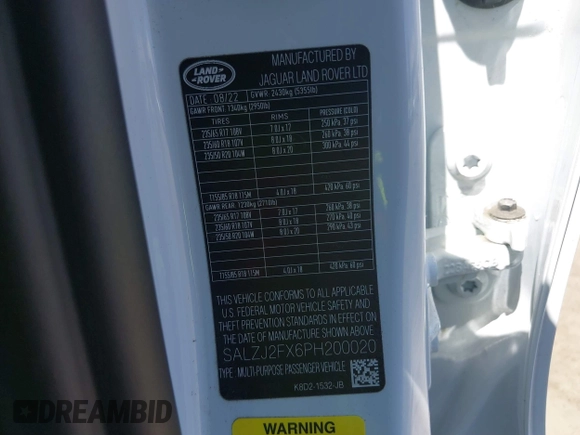 LAND
ROVER
MANUFACTURED BY
JAGUAR LAND ROVER LTD
DATE 08/22 GVWR: 2430kg (5355lb)
GAWR FRONT: 1340kg (2950lb)
TIRES RIMS PRESSURE (COLD)
235/65 R17 108V 7.0J x 17 250 kPa, 37 psi
235/60 R18 107V 8.0J x 18 260 kPa, 38 psi
235/50 R20 104W 8.0J x 20 300 kPa, 44 psi
T155/85 R18 115M 4.0J x 18 420 kPa, 60 psi
GAWR REAR: 1230kg (2710lb)
235/65 R17 108V 7.0J x 17 260 kPa, 38 psi
235/60 R18 107V 8.0J x 18 270 kPa, 40 psi
235/50 R20 104W 8.0J x 20 290 kPa, 43 psi
T155/85 R18 115M 4.0J x 18 420 kPa, 60 psi
THIS VEHICLE CONFORMS TO ALL APPLICABLE
U.S. FEDERAL MOTOR VEHICLE SAFETY AND
THEFT PREVENTION STANDARDS IN EFFECT ON THE
DATE OF MANUFACTURE SHOWN ABOVE.
SALZJ2FX6PH200020
TYPE: MULTI-PURPOSE PASSENGER VEHICLE
K8D2-1532-JB
WARNING
DREAMBID